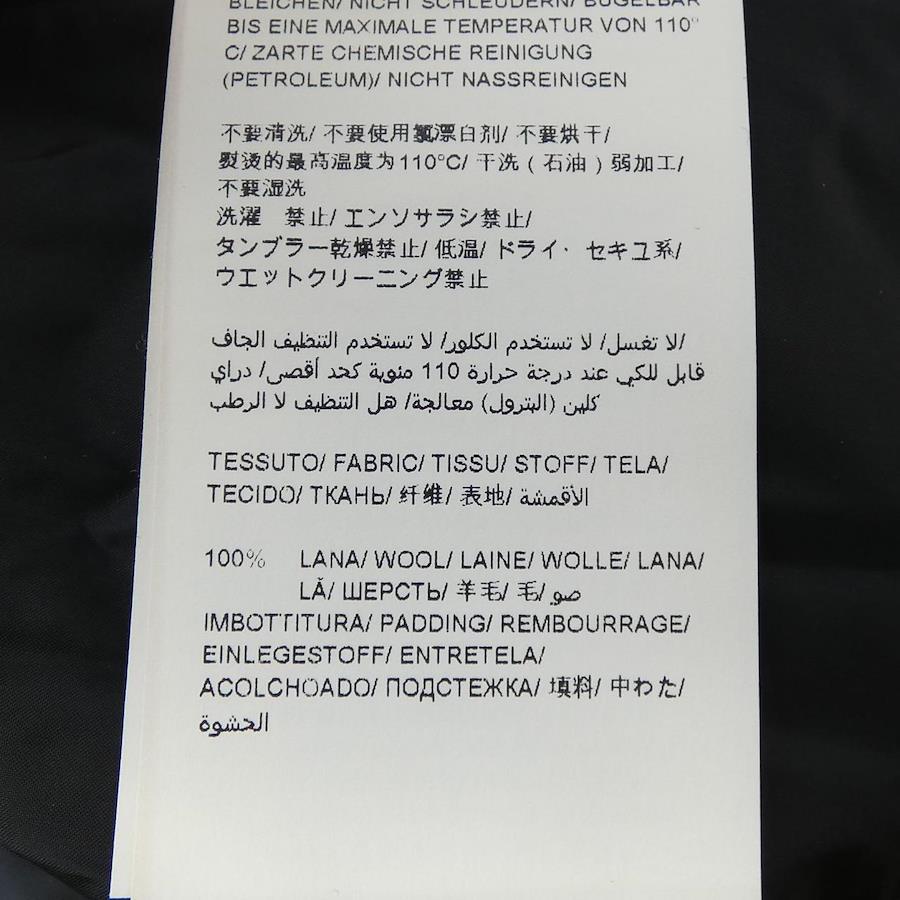 BLEICHEN/ NICHT SCHLEUDERN/ BÜGELBAR
BIS EINE MAXIMALE TEMPERATUR VON 110°
C/ ZARTE CHEMISCHE REINIGUNG
(PETROLEUM)/ NICHT NASSREINIGEN
不要清洗/ 不要使用氯漂白剂/ 不要烘干/
熨烫的最高温度为110°C/ 干洗（石油）弱加工/
不要湿洗
洗濯　禁止/ エンソサラシ禁止/
タンブラー乾燥禁止/ 低温/ ドライ· セキユ系/
ウエットクリーニング禁止
لا تغسل/ لا تستخدم الكلور/ لا تستخدم التنظيف الجاف/
قابل للكي عند درجة حرارة 110 مئوية كحد أقصى/ دراي
كلين (البترول) معالجة/ هل التنظيف لا الرطب
TESSUTO/ FABRIC/ TISSU/ STOFF/ TELA/
TECIDO/ ТКАНЬ/ 纤维/ 表地/ الأقمشة
100% LANA/ WOOL/ LAINE/ WOLLE/ LANA/
LÃ/ ШЕРСТЬ/ 羊毛/ 毛/ صو
IMBOTTITURA/ PADDING/ REMBOURRAGE/
EINLEGESTOFF/ ENTRETELA/
ACOLCHOADO/ ПОДСТЕЖКА/ 填料/ 中わた/
الحشوة